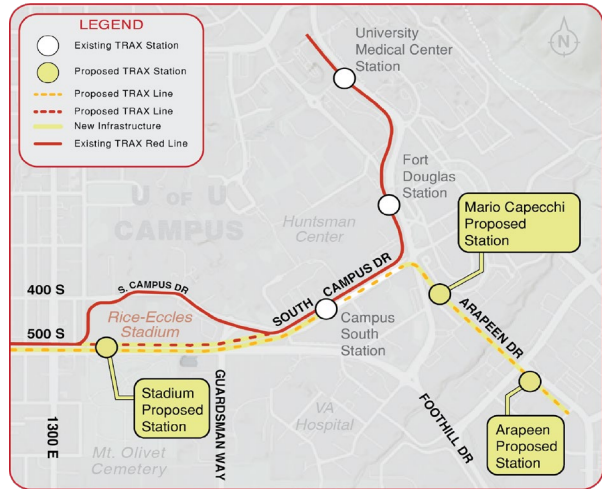 LEGEND
Existing TRAX Station
Proposed TRAX Station
Proposed TRAX Line
Proposed TRAX Line
New Infrastructure
Existing TRAX Red Line
University
Medical Center
Station
N
Fort
Douglas
Station
U OF U
CAMPUS
Huntsman
Center
Mario Capecchi
Proposed
Station
400 S
S. CAMPUS DR
SOUTH CAMPUS DR
ARAPEEN DR
Rice-Eccles
Stadium
500 S
Campus
South
Station
Stadium
Proposed
Station
GUARDSMAN WAY
VA
Hospital
FOOTHILL DR
Arapeen
Proposed
Station
1300 E
Mt. Olivet
Cemetery